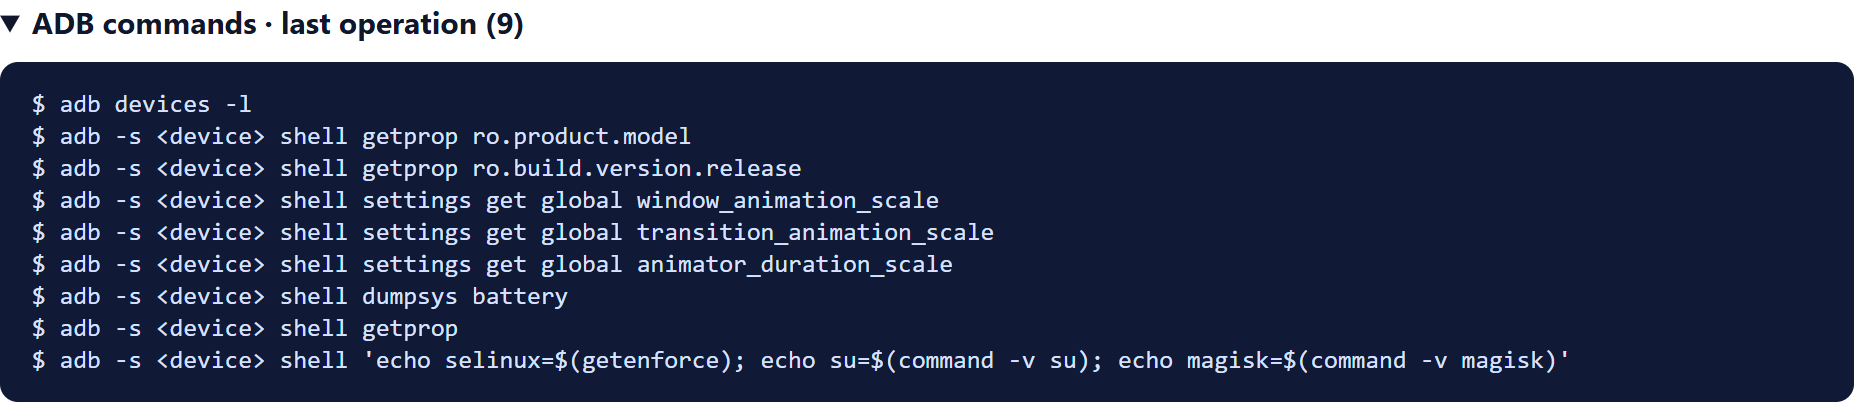 ▼ ADB commands · last operation (9)
$ adb devices -l
$ adb -s <device> shell getprop ro.product.model
$ adb -s <device> shell getprop ro.build.version.release
$ adb -s <device> shell settings get global window_animation_scale
$ adb -s <device> shell settings get global transition_animation_scale
$ adb -s <device> shell settings get global animator_duration_scale
$ adb -s <device> shell dumpsys battery
$ adb -s <device> shell getprop
$ adb -s <device> shell 'echo selinux=$(getenforce); echo su=$(command -v su); echo magisk=$(command -v magisk)'